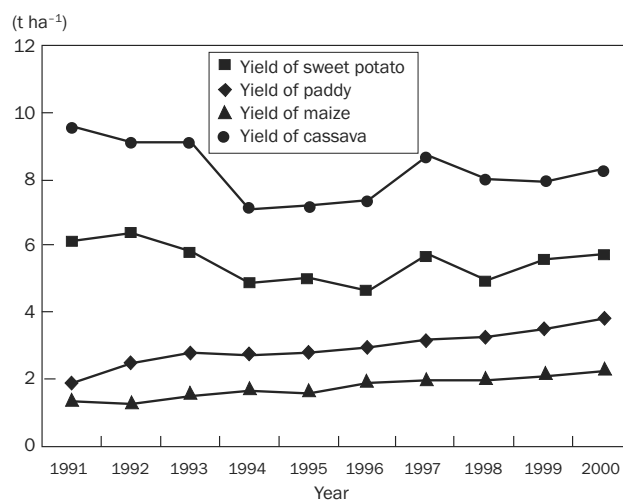 (t ha⁻¹)
12
Yield of sweet potato
Yield of paddy
Yield of maize
Yield of cassava
10
8
6
4
2
0
1991 1992 1993 1994 1995 1996 1997 1998 1999 2000
Year